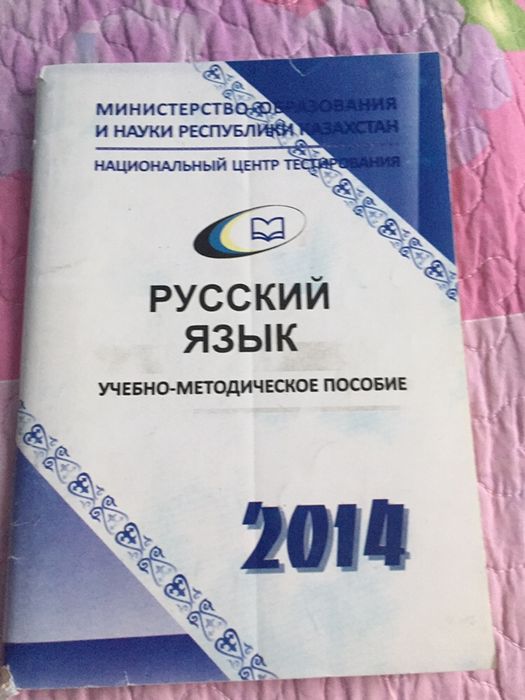 МИНИСТЕРСТВО ОБРАЗОВАНИЯ
И НАУКИ РЕСПУБЛИКИ КАЗАХСТАН
НАЦИОНАЛЬНЫЙ ЦЕНТР ТЕСТИРОВАНИЯ
РУССКИЙ
ЯЗЫК
УЧЕБНО-МЕТОДИЧЕСКОЕ ПОСОБИЕ
'2014